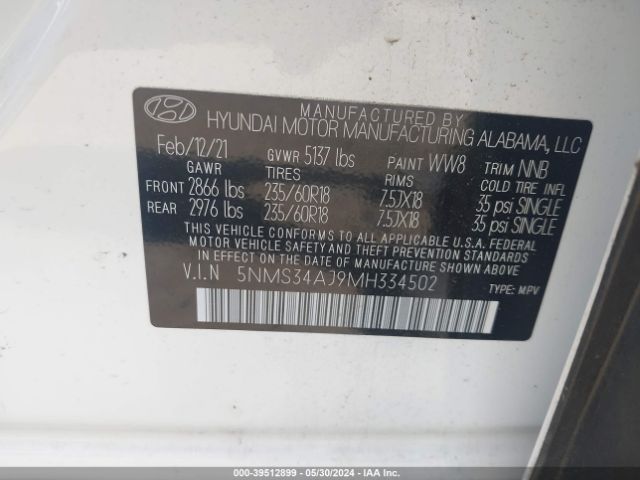 MANUFACTURED BY
HYUNDAI MOTOR MANUFACTURING ALABAMA, LLC
Feb/12/21 GVWR 5137 lbs PAINT WW8 TRIM NNB
GAWR TIRES RIMS COLD TIRE INFL
FRONT 2866 lbs 235/60R18 7.5JX18 35 psi SINGLE
REAR 2976 lbs 235/60R18 7.5JX18 35 psi SINGLE
THIS VEHICLE CONFORMS TO ALL APPLICABLE U.S.A. FEDERAL
MOTOR VEHICLE SAFETY AND THEFT PREVENTION STANDARDS
IN EFFECT ON THE DATE OF MANUFACTURE SHOWN ABOVE.
V.I.N 5NMS34AJ9MH334502
TYPE: MPV
000-39512899 - 05/30/2024 - IAAI.COM